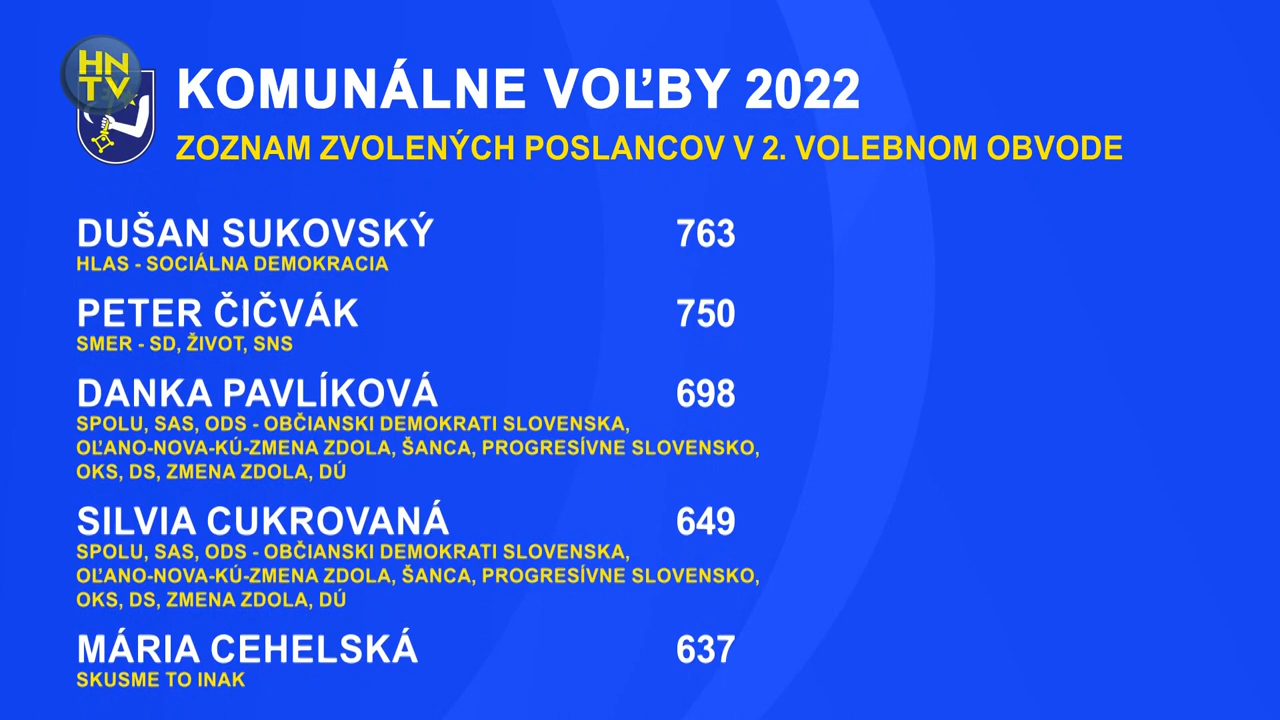 HN
TV
KOMUNÁLNE VOĽBY 2022
ZOZNAM ZVOLENÝCH POSLANCOV V 2. VOLEBNOM OBVODE
DUŠAN SUKOVSKÝ 763
HLAS - SOCIÁLNA DEMOKRACIA
PETER ČIČVÁK 750
SMER - SD, ŽIVOT, SNS
DANKA PAVLÍKOVÁ 698
SPOLU, SAS, ODS - OBČIANSKI DEMOKRATI SLOVENSKA,
OĽANO-NOVA-KÚ-ZMENA ZDOLA, ŠANCA, PROGRESÍVNE SLOVENSKO,
OKS, DS, ZMENA ZDOLA, DÚ
SILVIA CUKROVANÁ 649
SPOLU, SAS, ODS - OBČIANSKI DEMOKRATI SLOVENSKA,
OĽANO-NOVA-KÚ-ZMENA ZDOLA, ŠANCA, PROGRESÍVNE SLOVENSKO,
OKS, DS, ZMENA ZDOLA, DÚ
MÁRIA CEHELSKÁ 637
SKUSME TO INAK